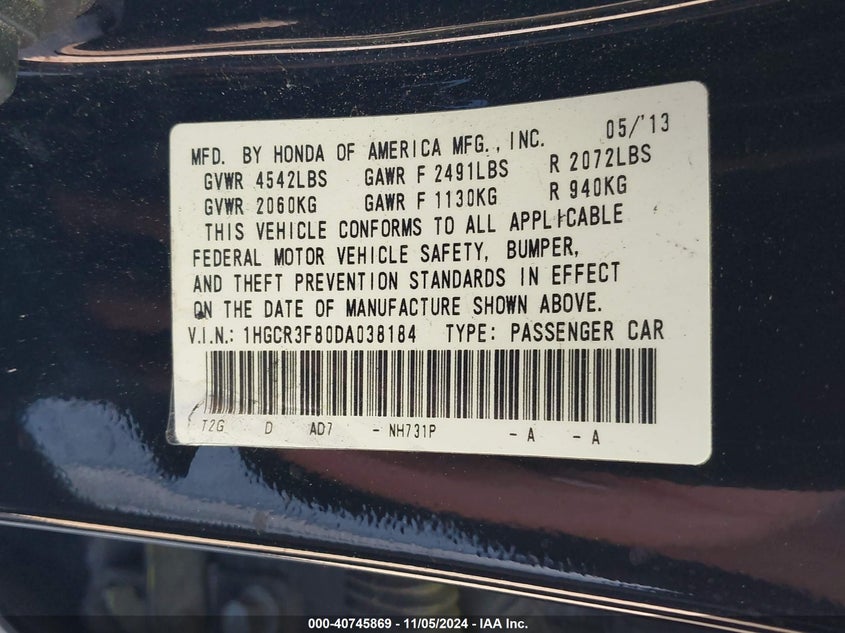 MFD. BY HONDA OF AMERICA MFG., INC. 05/'13
GVWR 4542LBS GAWR F 2491LBS R 2072LBS
GVWR 2060KG GAWR F 1130KG R 940KG
THIS VEHICLE CONFORMS TO ALL APPLICABLE
FEDERAL MOTOR VEHICLE SAFETY, BUMPER,
AND THEFT PREVENTION STANDARDS IN EFFECT
ON THE DATE OF MANUFACTURE SHOWN ABOVE.
V.I.N.: 1HGCR3F80DA038184 TYPE: PASSENGER CAR
T2G D AD7 - NH731P - A - A
000-40745869 - 11/05/2024 - IAA Inc.